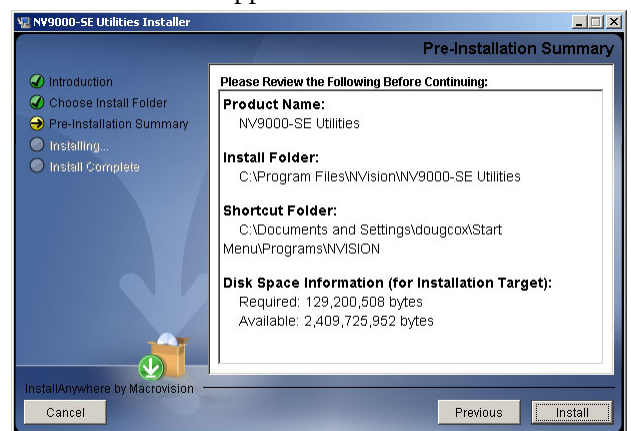 NV9000-SE Utilities Installer
Pre-Installation Summary
Introduction
Choose Install Folder
Pre-Installation Summary
Installing...
Install Complete
Please Review the Following Before Continuing:
Product Name:
NV9000-SE Utilities
Install Folder:
C:\Program Files\NVision\NV9000-SE Utilities
Shortcut Folder:
C:\Documents and Settings\dougcox\Start
Menu\Programs\NVISION
Disk Space Information (for Installation Target):
Required: 129,200,508 bytes
Available: 2,409,725,952 bytes
InstallAnywhere by Macrovision
Cancel
Previous
Install